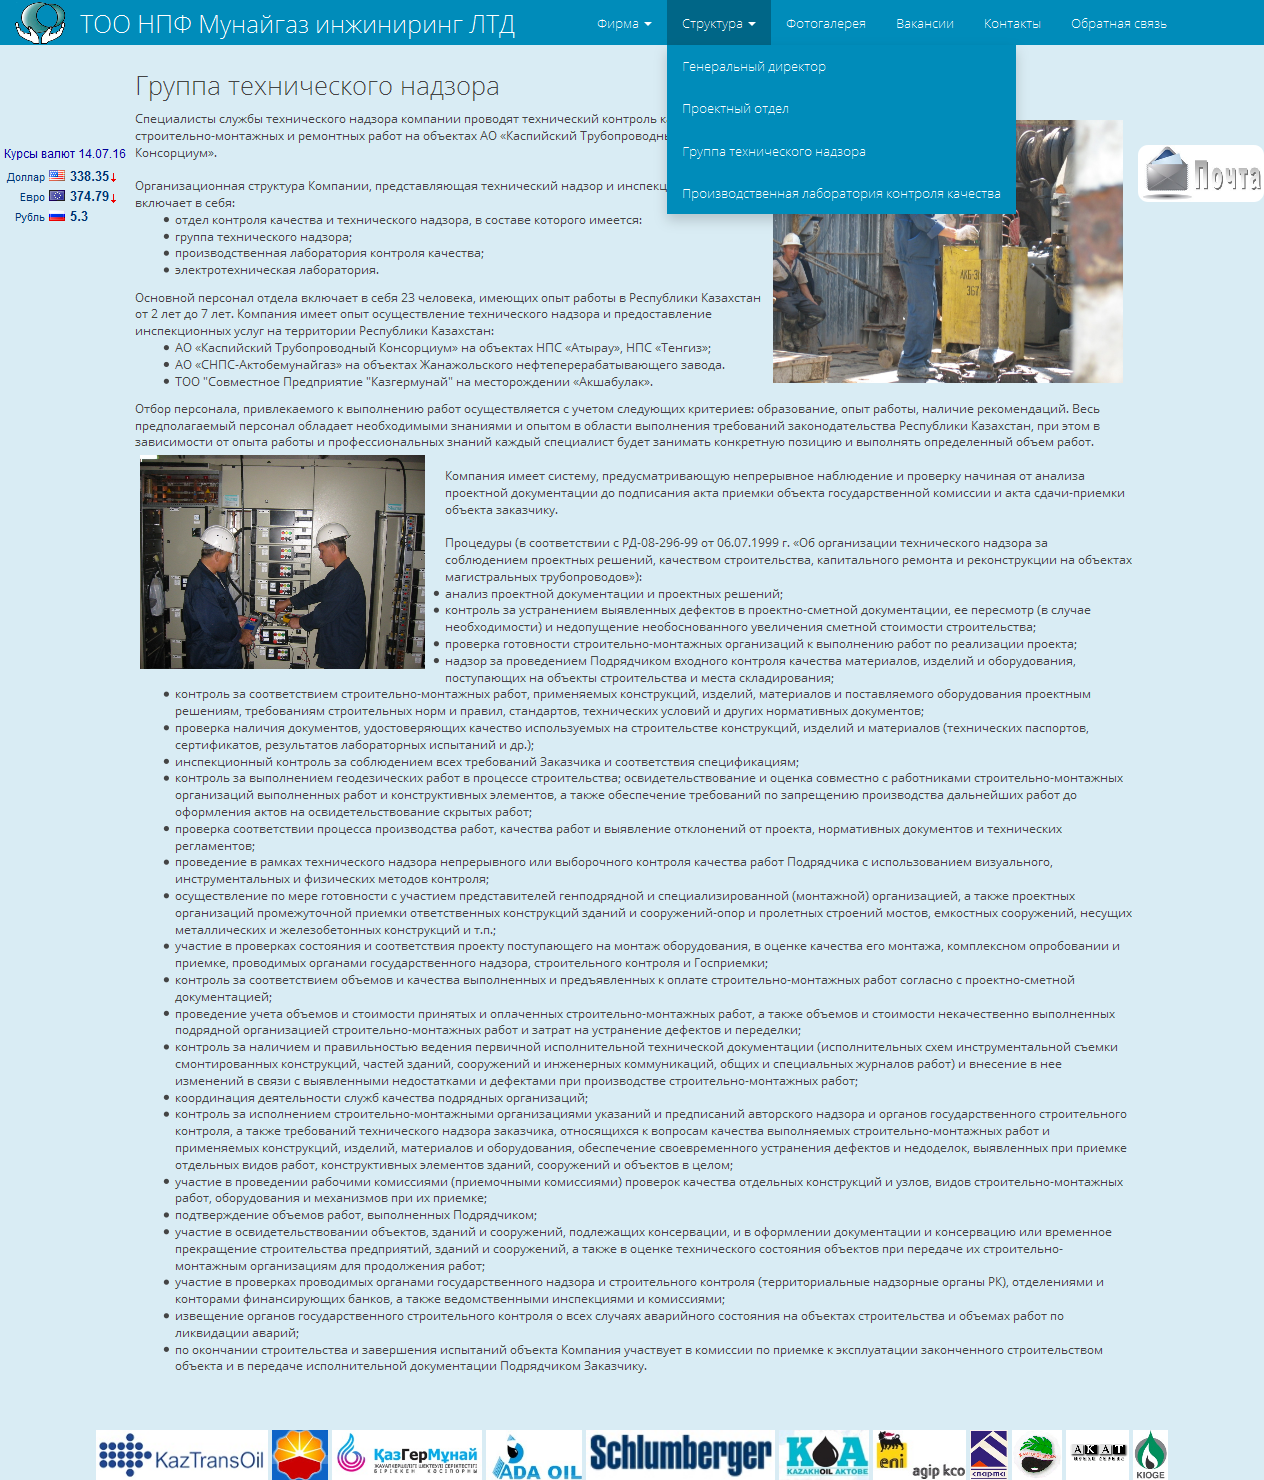 ТОО НПФ Мунайгаз инжиниринг ЛТД
Фирма
Структура
Фотогалерея
Вакансии
Контакты
Обратная связь
Генеральный директор
Проектный отдел
Группа технического надзора
Производственная лаборатория контроля качества
Курсы валют 14.07.16
Доллар 338.35
Евро 374.79
Рубль 5.3
Почта
Группа технического надзора
Специалисты службы технического надзора компании проводят технический контроль
строительно-монтажных и ремонтных работ на объектах АО «Каспийский
Консорциум».
Организационная структура Компании, представляющая технический надзор и
включает в себя:
отдел контроля качества и технического надзора, в составе которого имеется:
группа технического надзора;
производственная лаборатория контроля качества;
электротехническая лаборатория.
Основной персонал отдела включает в себя 23 человека, имеющих опыт работы в Республики Казахстан
от 2 лет до 7 лет. Компания имеет опыт осуществление технического надзора и предоставление
инспекционных услуг на территории Республики Казахстан:
АО «Каспийский Трубопроводный Консорциум» на объектах НПС «Атырау», НПС «Тенгиз»;
АО «СНПС-Актобемунайгаз» на объектах Жанажольского нефтеперерабатывающего завода.
ТОО "Совместное Предприятие "Казгермунай" на месторождении «Акшабулак».
Отбор персонала, привлекаемого к выполнению работ осуществляется с учетом следующих критериев: образование, опыт работы, наличие рекомендаций. Весь
предполагаемый персонал обладает необходимыми знаниями и опытом в области выполнения требований законодательства Республики Казахстан, при этом в
зависимости от опыта работы и профессиональных знаний каждый специалист будет занимать конкретную позицию и выполнять определенный объем работ.
Компания имеет систему, предусматривающую непрерывное наблюдение и проверку начиная от анализа
проектной документации до подписания акта приемки объекта государственной комиссии и акта сдачи-приемки
объекта заказчику.
Процедуры (в соответствии с РД-08-296-99 от 06.07.1999 г. «Об организации технического надзора за
соблюдением проектных решений, качеством строительства, капитального ремонта и реконструкции на объектах
магистральных трубопроводов»):
анализ проектной документации и проектных решений;
контроль за устранением выявленных дефектов в проектно-сметной документации, ее пересмотр (в случае
необходимости) и недопущение необоснованного увеличения сметной стоимости строительства;
проверка готовности строительно-монтажных организаций к выполнению работ по реализации проекта;
надзор за проведением Подрядчиком входного контроля качества материалов, изделий и оборудования,
поступающих на объекты строительства и места складирования;
контроль за соответствием строительно-монтажных работ, применяемых конструкций, изделий, материалов и поставляемого оборудования проектным
решениям, требованиям строительных норм и правил, стандартов, технических условий и других нормативных документов;
проверка наличия документов, удостоверяющих качество используемых на строительстве конструкций, изделий и материалов (технических паспортов,
сертификатов, результатов лабораторных испытаний и др.);
инспекционный контроль за соблюдением всех требований Заказчика и соответствия спецификациям;
контроль за выполнением геодезических работ в процессе строительства; освидетельствование и оценка совместно с работниками строительно-монтажных
организаций выполненных работ и конструктивных элементов, а также обеспечение требований по запрещению производства дальнейших работ до
оформления актов на освидетельствование скрытых работ;
проверка соответствии процесса производства работ, качества работ и выявление отклонений от проекта, нормативных документов и технических
регламентов;
проведение в рамках технического надзора непрерывного или выборочного контроля качества работ Подрядчика с использованием визуального,
инструментальных и физических методов контроля;
осуществление по мере готовности с участием представителей генподрядной и специализированной (монтажной) организацией, а также проектных
организаций промежуточной приемки ответственных конструкций зданий и сооружений-опор и пролетных строений мостов, емкостных сооружений, несущих
металлических и железобетонных конструкций и т.п.;
участие в проверках состояния и соответствия проекту поступающего на монтаж оборудования, в оценке качества его монтажа, комплексном опробовании и
приемке, проводимых органами государственного надзора, строительного контроля и Госприемки;
контроль за соответствием объемов и качества выполненных и предъявленных к оплате строительно-монтажных работ согласно с проектно-сметной
документацией;
проведение учета объемов и стоимости принятых и оплаченных строительно-монтажных работ, а также объемов и стоимости некачественно выполненных
подрядной организацией строительно-монтажных работ и затрат на устранение дефектов и переделки;
контроль за наличием и правильностью ведения первичной исполнительной технической документации (исполнительных схем инструментальной съемки
смонтированных конструкций, частей зданий, сооружений и инженерных коммуникаций, общих и специальных журналов работ) и внесение в нее
изменений в связи с выявленными недостатками и дефектами при производстве строительно-монтажных работ;
координация деятельности служб качества подрядных организаций;
контроль за исполнением строительно-монтажными организациями указаний и предписаний авторского надзора и органов государственного строительного
контроля, а также требований технического надзора заказчика, относящихся к вопросам качества выполняемых строительно-монтажных работ и
применяемых конструкций, изделий, материалов и оборудования, обеспечение своевременного устранения дефектов и недоделок, выявленных при приемке
отдельных видов работ, конструктивных элементов зданий, сооружений и объектов в целом;
участие в проведении рабочими комиссиями (приемочными комиссиями) проверок качества отдельных конструкций и узлов, видов строительно-монтажных
работ, оборудования и механизмов при их приемке;
подтверждение объемов работ, выполненных Подрядчиком;
участие в освидетельствовании объектов, зданий и сооружений, подлежащих консервации, и в оформлении документации и консервацию или временное
прекращение строительства предприятий, зданий и сооружений, а также в оценке технического состояния объектов при передаче их строительно-
монтажным организациям для продолжения работ;
участие в проверках проводимых органами государственного надзора и строительного контроля (территориальные надзорные органы РК), отделениями и
конторами финансирующих банков, а также ведомственными инспекциями и комиссиями;
извещение органов государственного строительного контроля о всех случаях аварийного состояния на объектах строительства и объемах работ по
ликвидации аварий;
по окончании строительства и завершения испытаний объекта Компания участвует в комиссии по приемке к эксплуатации законченного строительством
объекта и в передаче исполнительной документации Подрядчиком Заказчику.
KazTransOil
ҚазГерМұнай
ADA OIL
Schlumberger
KOA
KAZAKHOIL AKTOBE
eni
agip kco
спартa
АКАТ
KIOGE